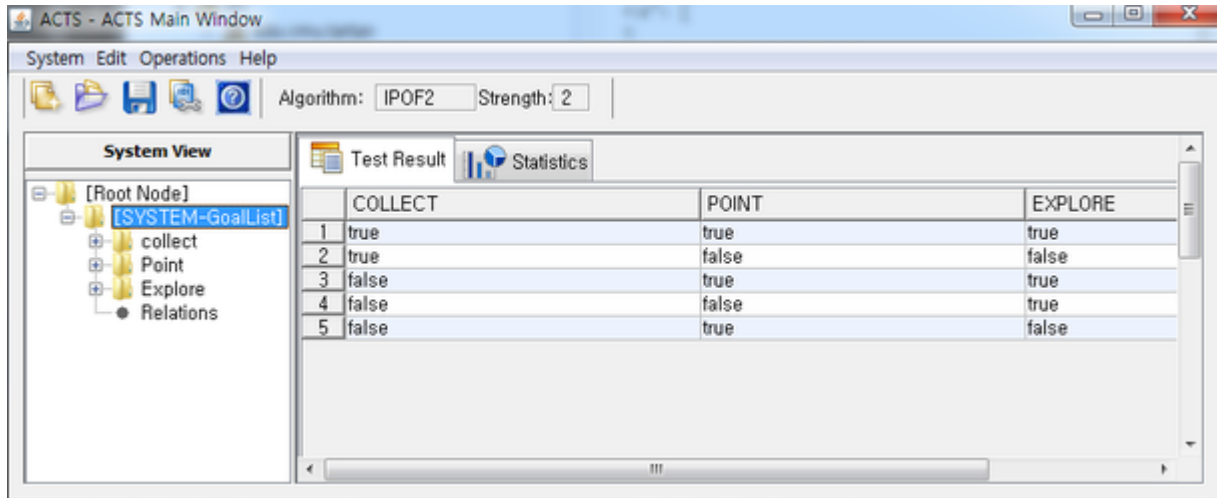 ACTS - ACTS Main Window
System Edit Operations Help
Algorithm: IPOF2 Strength: 2
System View
[Root Node]
[SYSTEM-GoalList]
collect
Point
Explore
Relations
Test Result Statistics
COLLECT POINT EXPLORE
1 true true true
2 true false false
3 false true true
4 false false true
5 false true false